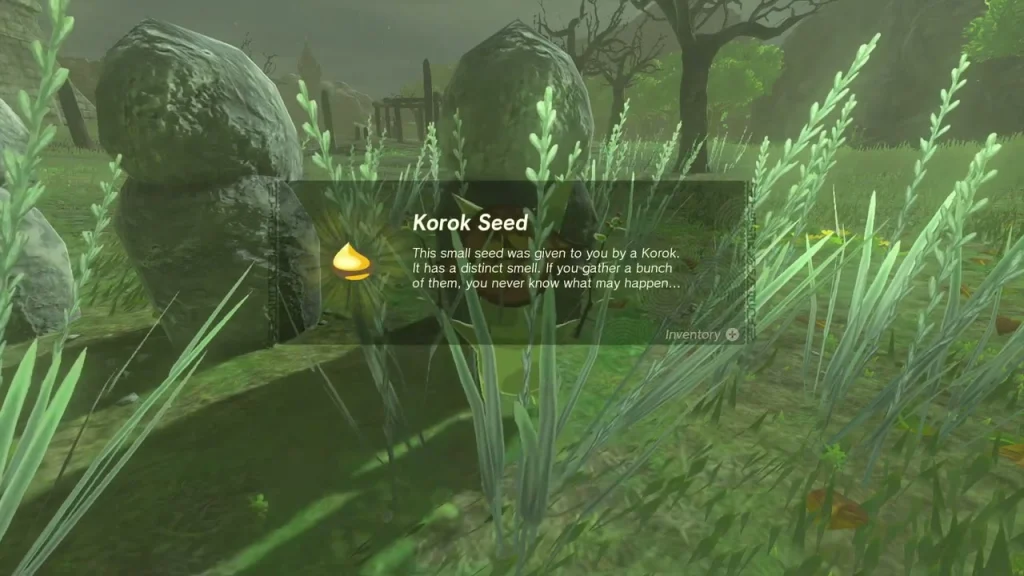 Korok Seed
This small seed was given to you by a Korok.
It has a distinct smell. If you gather a bunch
of them, you never know what may happen...
Inventory